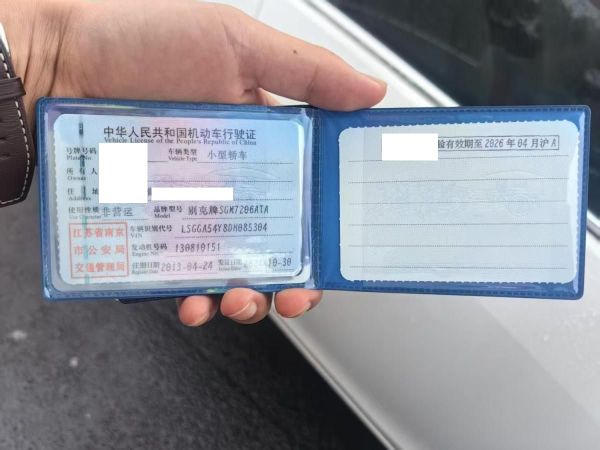 中华人民共和国机动车行驶证
Vehicle License of the People's Republic of China
号牌号码
Plate No.
车辆类型
Vehicle Type
小型轿车
所 有 人
Owner
住 址
Address
使用性质
Use Character
非营运
品牌型号
Model
别克牌SGM7206ATA
江苏省南京
市公安局
交通管理局
车辆识别代号
VIN
LSGGA54Y8DH085304
发动机号码
Engine No.
130810151
注册日期
Register Date
2013-04-24
发证日期
Issue Date
10-30
验有效期至2026年04月沪A